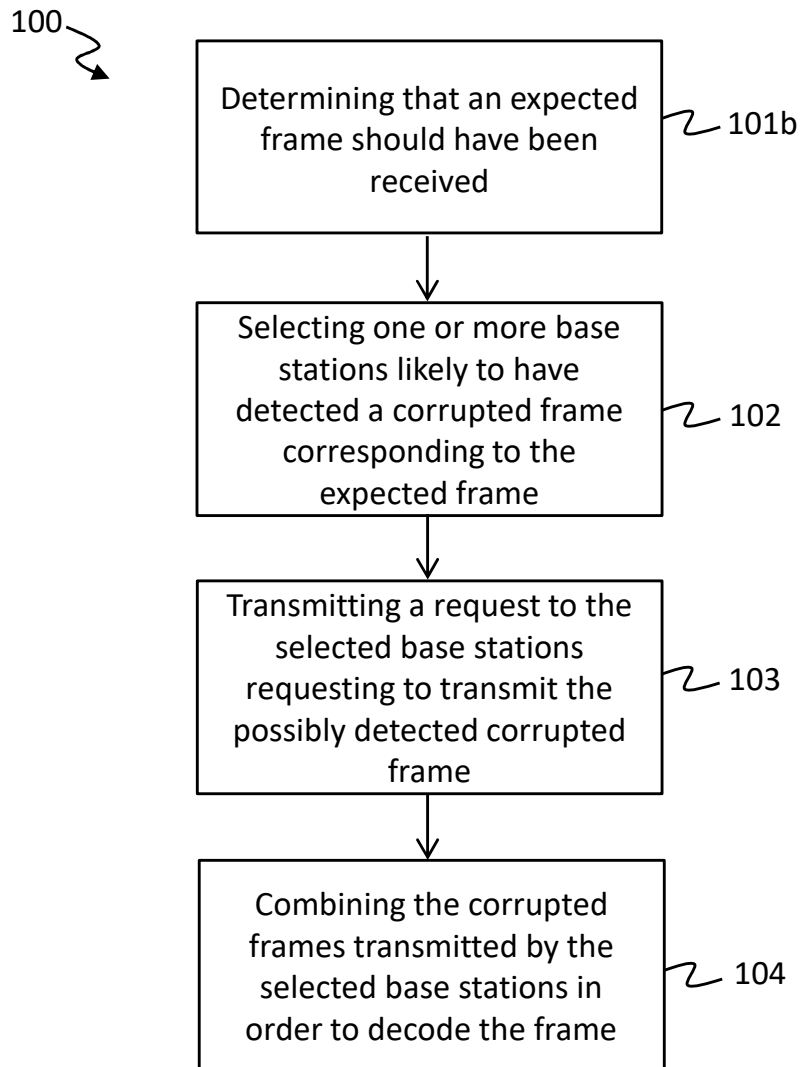 100
Determining that an expected
frame should have been
received
101b
Selecting one or more base
stations likely to have
detected a corrupted frame
corresponding to the
expected frame
102
Transmitting a request to the
selected base stations
requesting to transmit the
possibly detected corrupted
frame
103
Combining the corrupted
frames transmitted by the
selected base stations in
order to decode the frame
104